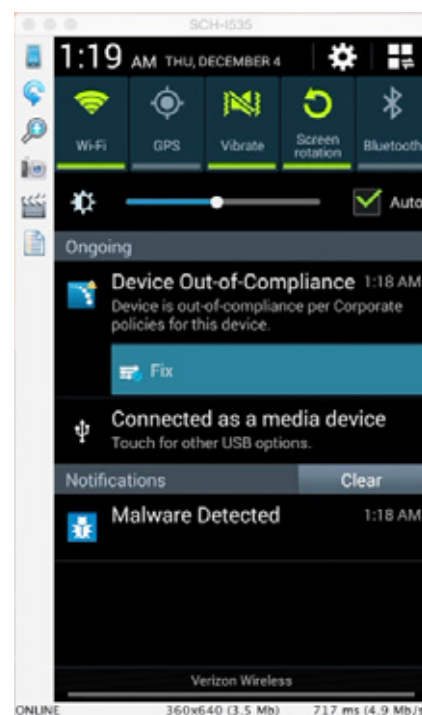 SCH-I535
1:19 AM THU, DECEMBER 4
Wi-Fi GPS Vibrate Screen rotation Bluetooth
Auto
Ongoing
Device Out-of-Compliance 1:18 AM
Device is out-of-compliance per Corporate
policies for this device.
Fix
Connected as a media device
Touch for other USB options.
Notifications Clear
Malware Detected 1:18 AM
Verizon Wireless
ONLINE 360x640 (3.5 Mb) 717 ms (4.9 Mb/s